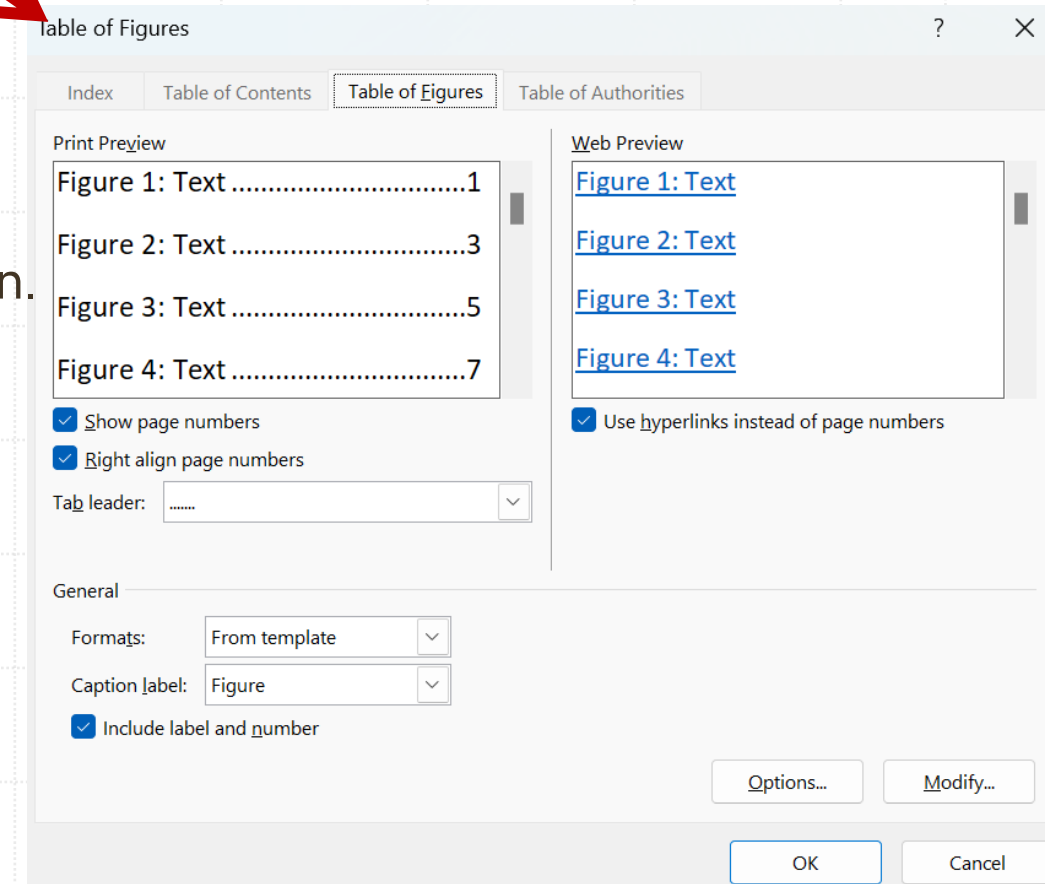 Table of Figures ?
Index Table of Contents Table of Figures Table of Authorities
Print Preview
Figure 1: Text ................................1
Figure 2: Text ................................3
Figure 3: Text ................................5
Figure 4: Text ................................7
Show page numbers
Right align page numbers
Tab leader: .......
Web Preview
Figure 1: Text
Figure 2: Text
Figure 3: Text
Figure 4: Text
Use hyperlinks instead of page numbers
n.
General
Formats: From template
Caption label: Figure
Include label and number
Options... Modify...
OK Cancel